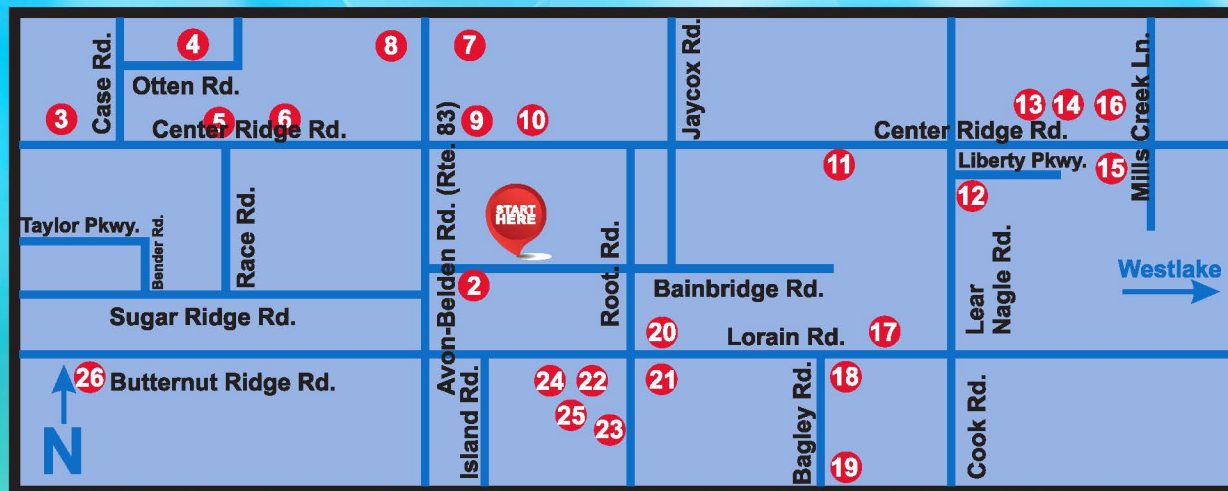 4
8
7
Case Rd.
Otten Rd.
Jaycox Rd.
3
5
6
9
10
13
14
16
Center Ridge Rd.
Center Ridge Rd.
Mills Creek Ln.
Avon-Belden Rd. (Rte. 83)
11
Liberty Pkwy.
15
12
START
HERE
Taylor Pkwy.
Bender Rd.
Race Rd.
Root. Rd.
2
Bainbridge Rd.
Lear
Nagle Rd.
Westlake
Sugar Ridge Rd.
20
Lorain Rd.
17
26
Butternut Ridge Rd.
Island Rd.
24
22
21
25
23
Bagley Rd.
18
19
Cook Rd.
N